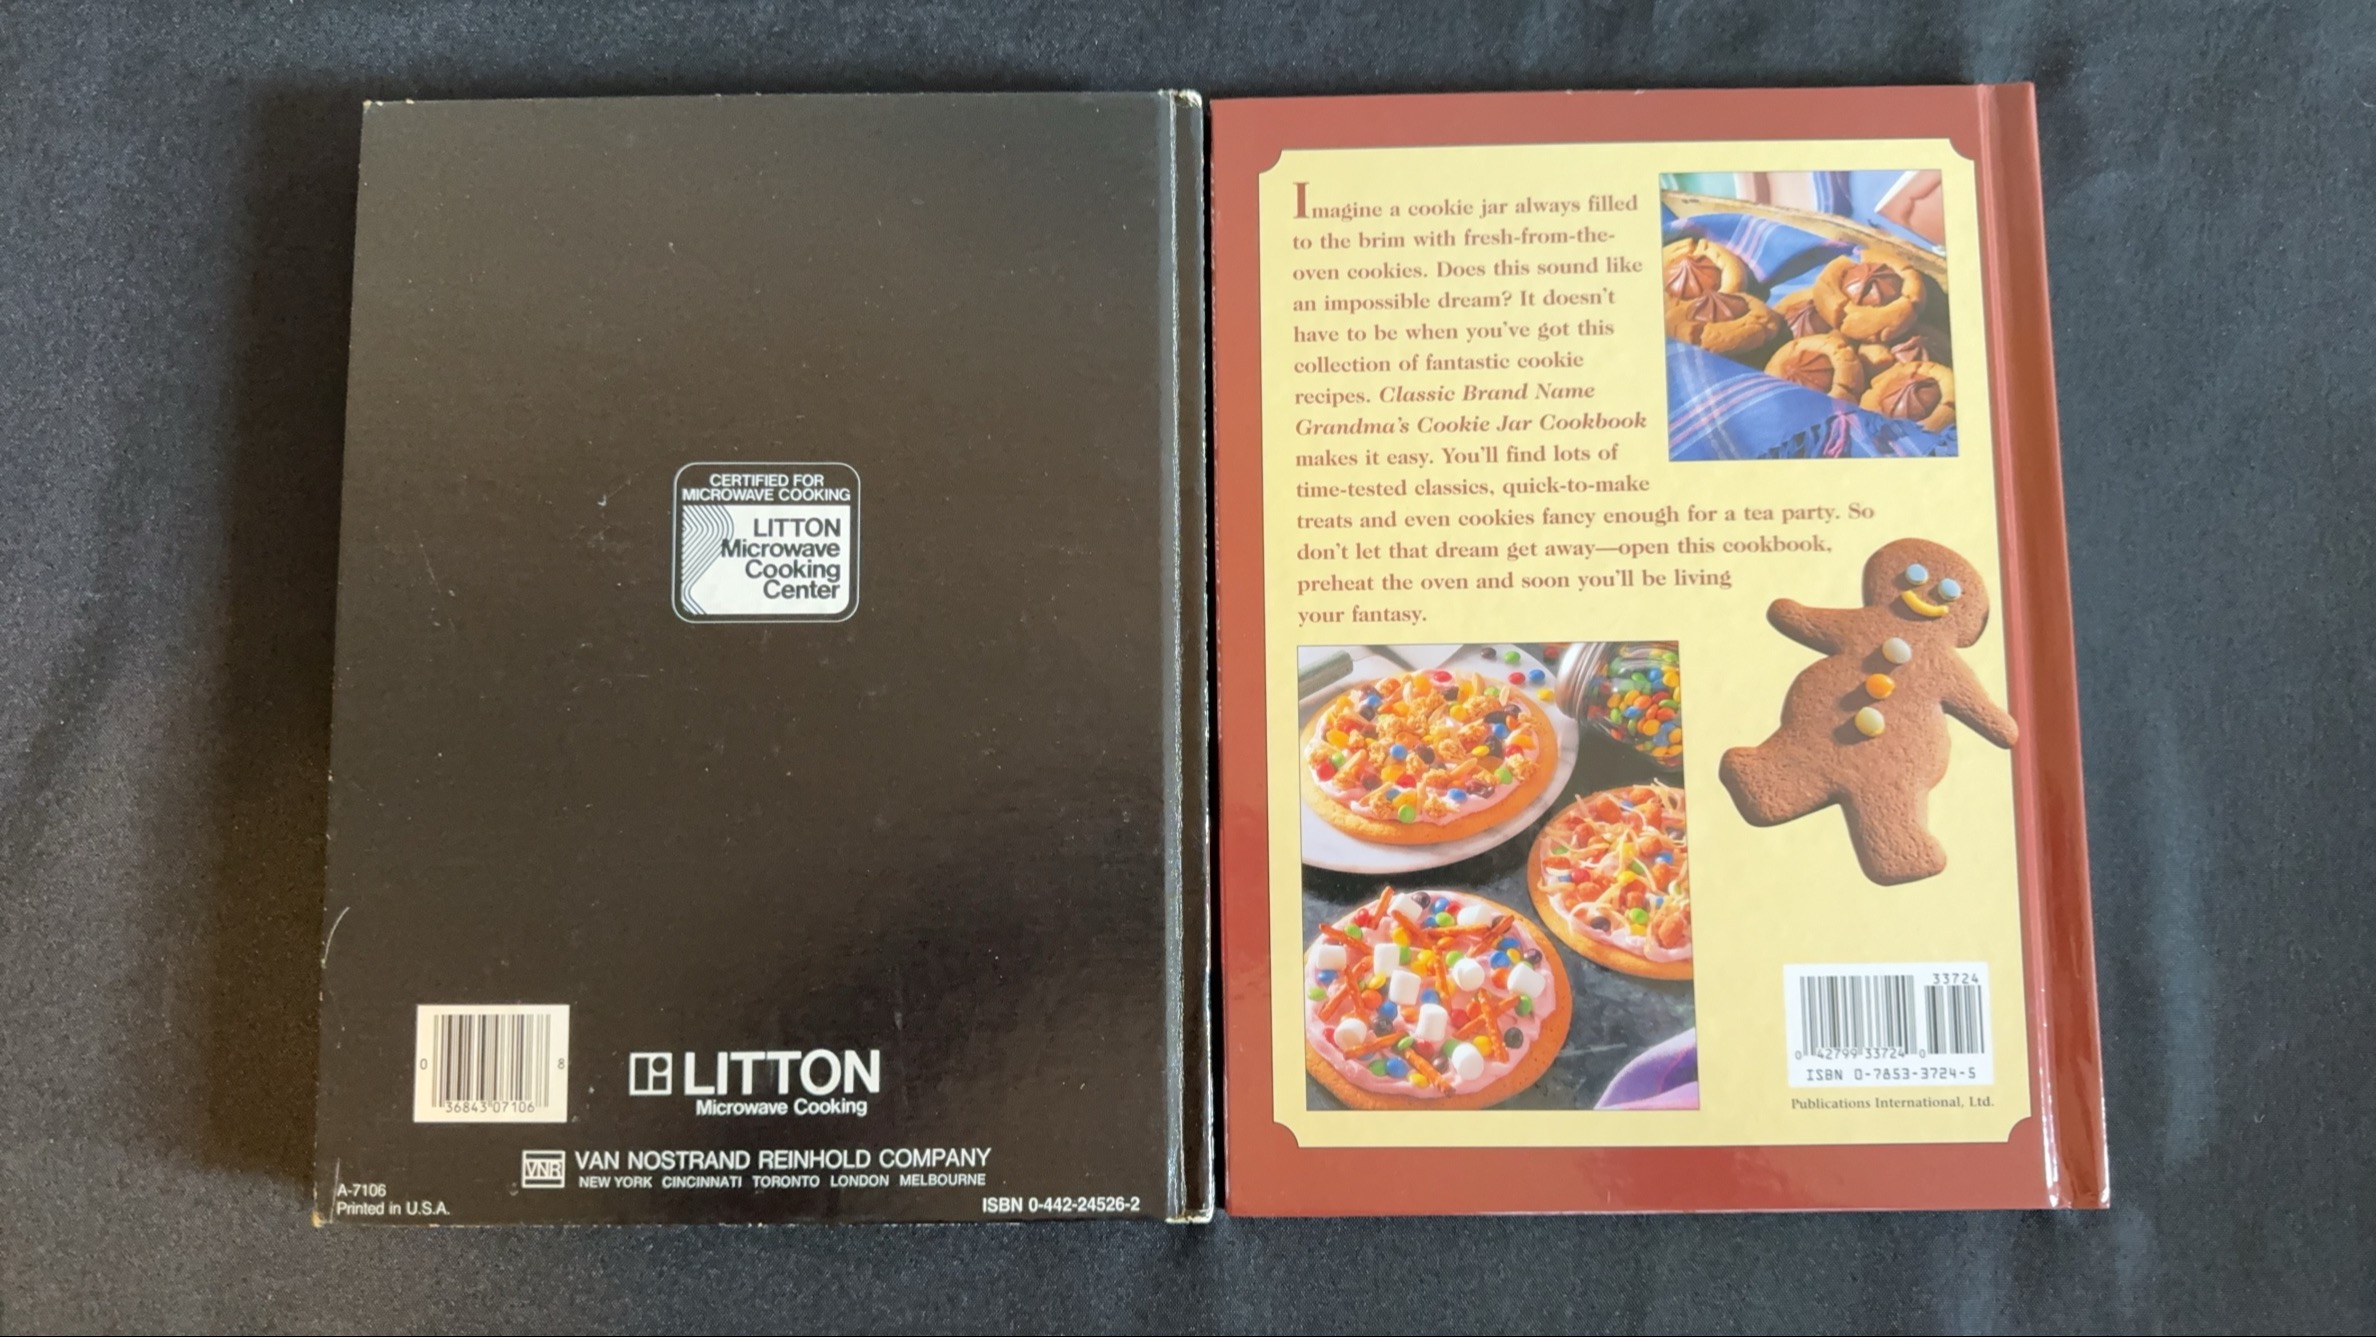 CERTIFIED FOR
MICROWAVE COOKING
LITTON
Microwave
Cooking
Center
0 36843 07106 8
LITTON
Microwave Cooking
VNR VAN NOSTRAND REINHOLD COMPANY
NEW YORK CINCINNATI TORONTO LONDON MELBOURNE
A-7106
Printed in U.S.A.
ISBN 0-442-24526-2
Imagine a cookie jar always filled
to the brim with fresh-from-the-
oven cookies. Does this sound like
an impossible dream? It doesn't
have to be when you've got this
collection of fantastic cookie
recipes. Classic Brand Name
Grandma's Cookie Jar Cookbook
makes it easy. You'll find lots of
time-tested classics, quick-to-make
treats and even cookies fancy enough for a tea party. So
don't let that dream get away—open this cookbook,
preheat the oven and soon you'll be living
your fantasy.
33724
0 42799 33724 0
ISBN 0-7853-3724-5
Publications International, Ltd.